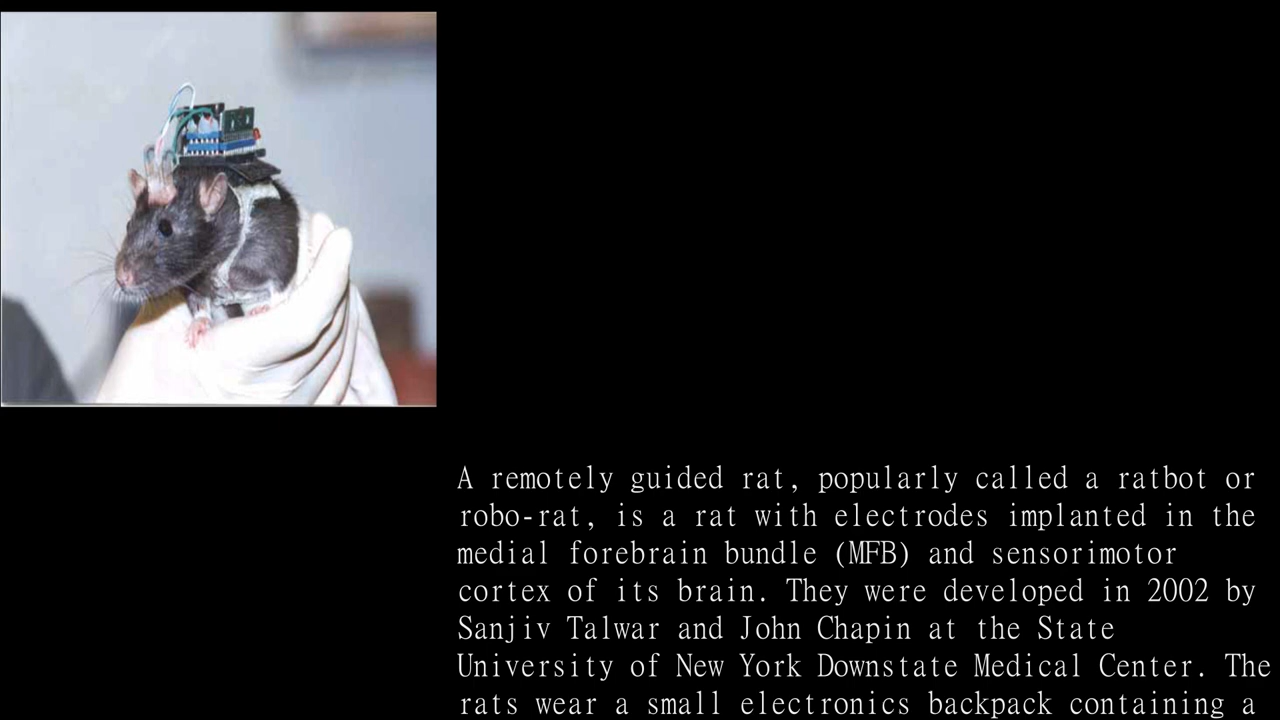 A remotely guided rat, popularly called a ratbot or
robo-rat, is a rat with electrodes implanted in the
medial forebrain bundle (MFB) and sensorimotor
cortex of its brain. They were developed in 2002 by
Sanjiv Talwar and John Chapin at the State
University of New York Downstate Medical Center. The
rats wear a small electronics backpack containing a